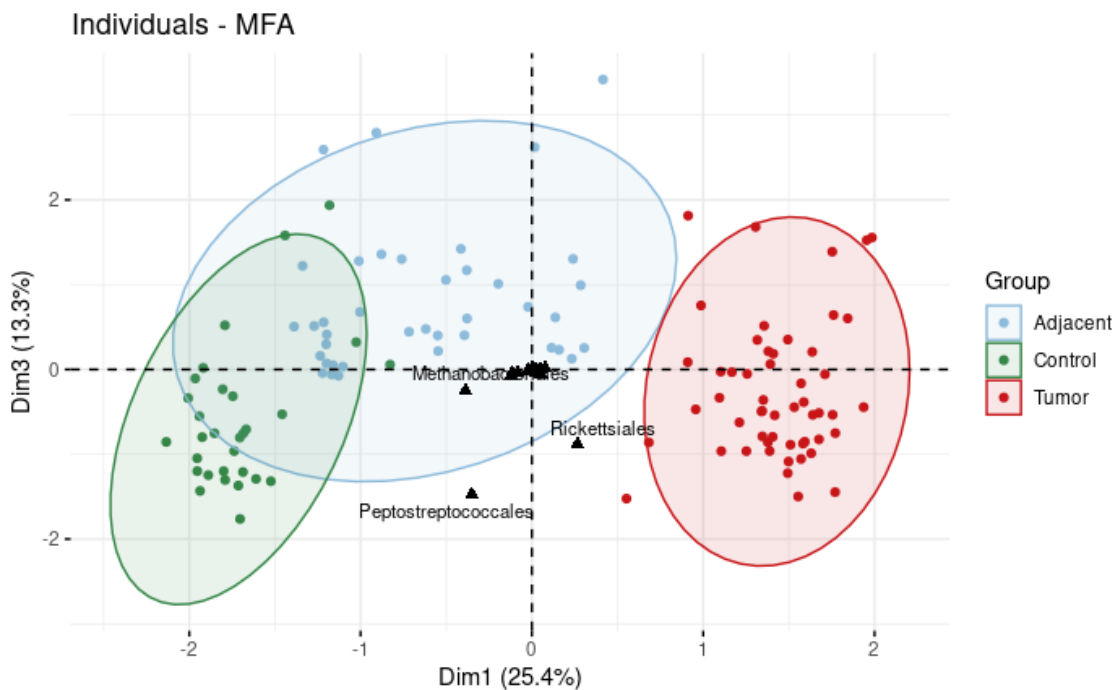 Individuals - MFA
Dim3 (13.3%)
2
0
-2
Methanobacteriales
Rickettsiales
Peptostreptococcales
-2
-1
0
1
2
Dim1 (25.4%)
Group
Adjacent
Control
Tumor